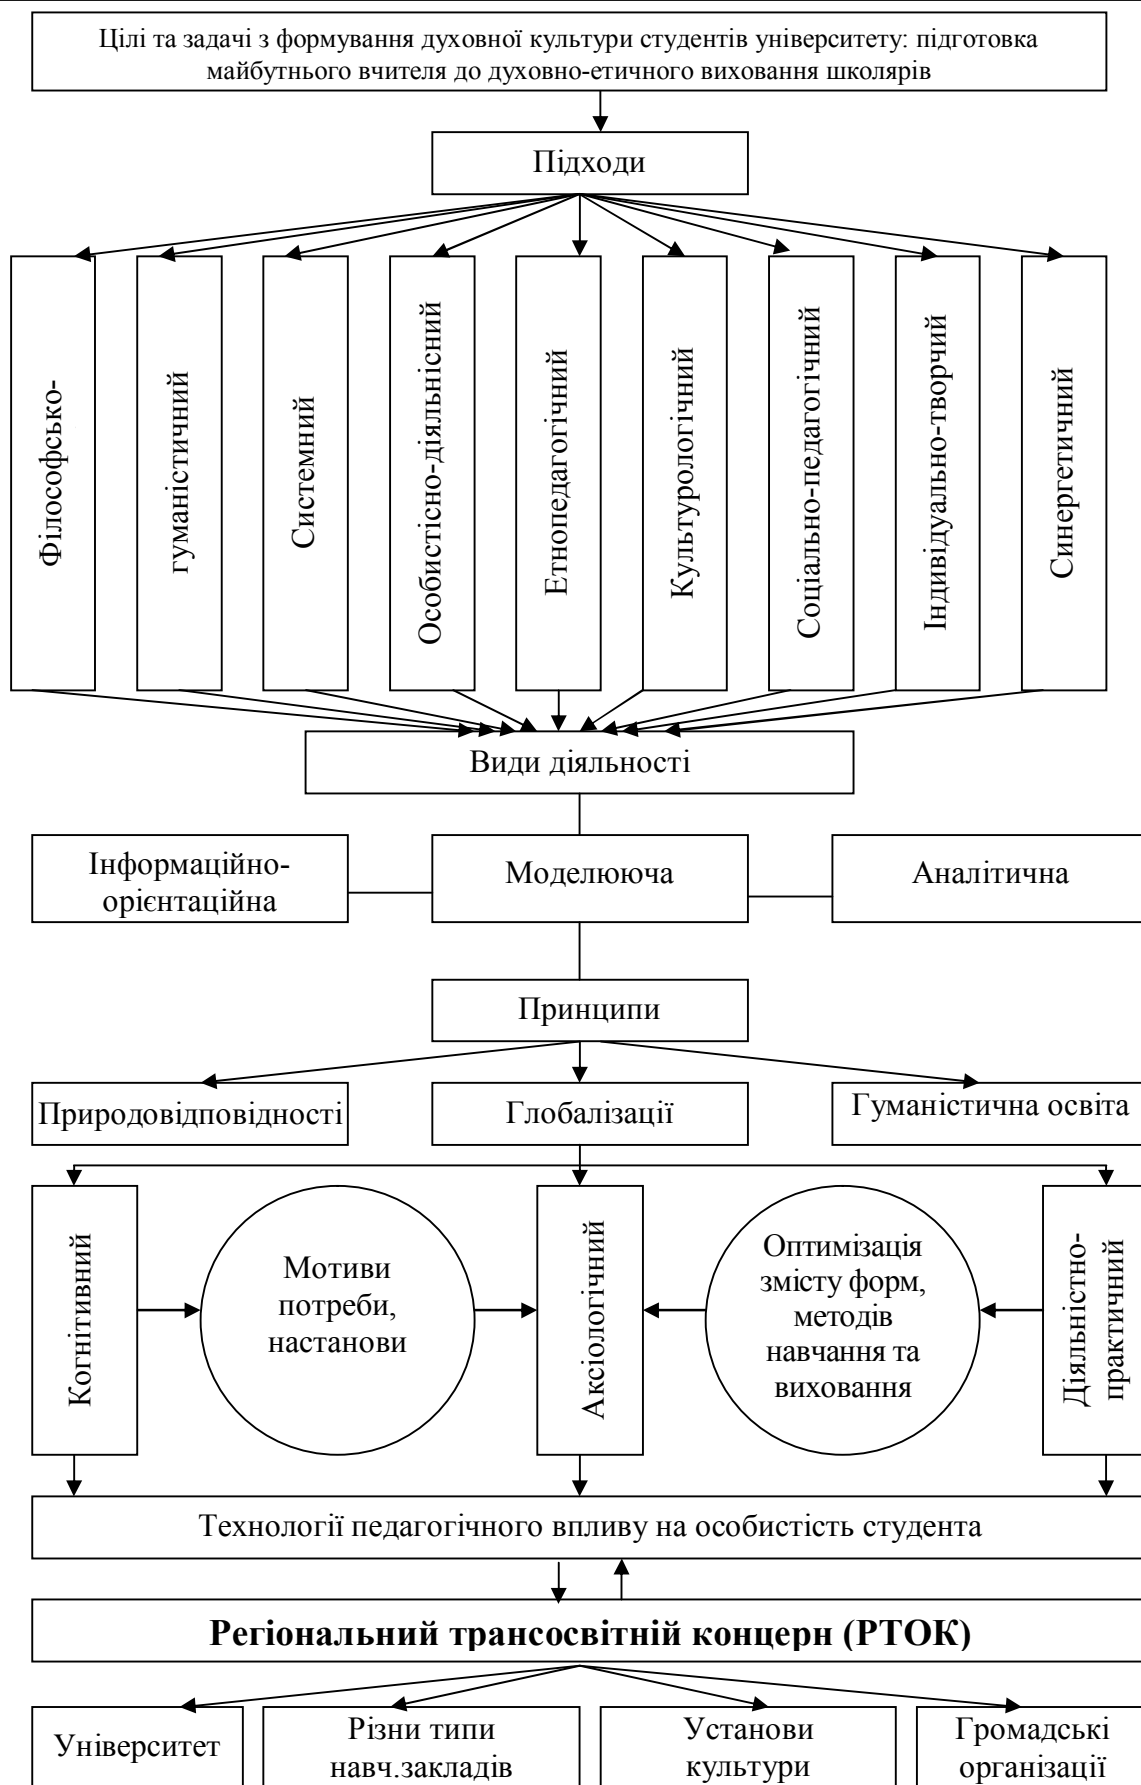 Цілі та задачі з формування духовної культури студентів університету: підготовка
майбутнього вчителя до духовно-етичного виховання школярів
Підходи
Філософсько-
гуманістичний
Системний
Особистісно-діяльнісний
Етнопедагогічний
Культурологічний
Соціально-педагогічний
Індивідуально-творчий
Синергетичний
Види діяльності
Інформаційно-
орієнтаційна
Моделююча
Аналітична
Принципи
Природовідповідності
Глобалізації
Гуманістична освіта
Когнитивний
Мотиви
потреби,
настанови
Аксіологічний
Оптимізація
змісту форм,
методів
навчання та
виховання
Діяльністно-
практичний
Технології педагогічного впливу на особистість студента
Регіональний трансосвітній концерн (РТОК)
Університет
Різни типи
навч.закладів
Установи
культури
Громадські
організації